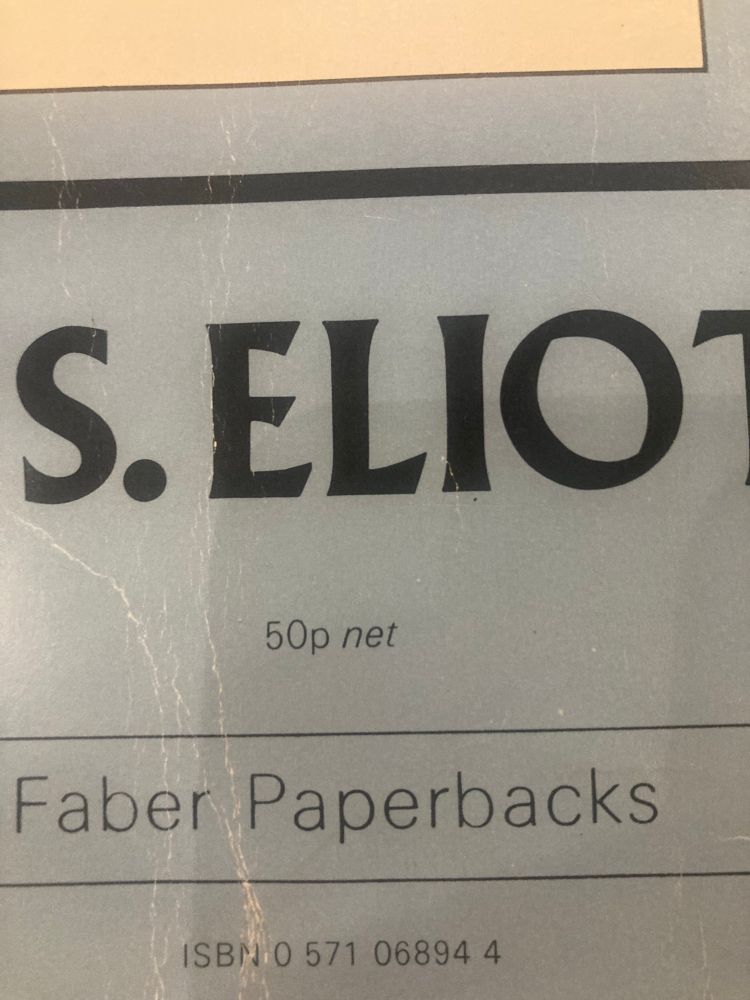 S. ELIOT
50p net
Faber Paperbacks
ISBN 0 571 06894 4